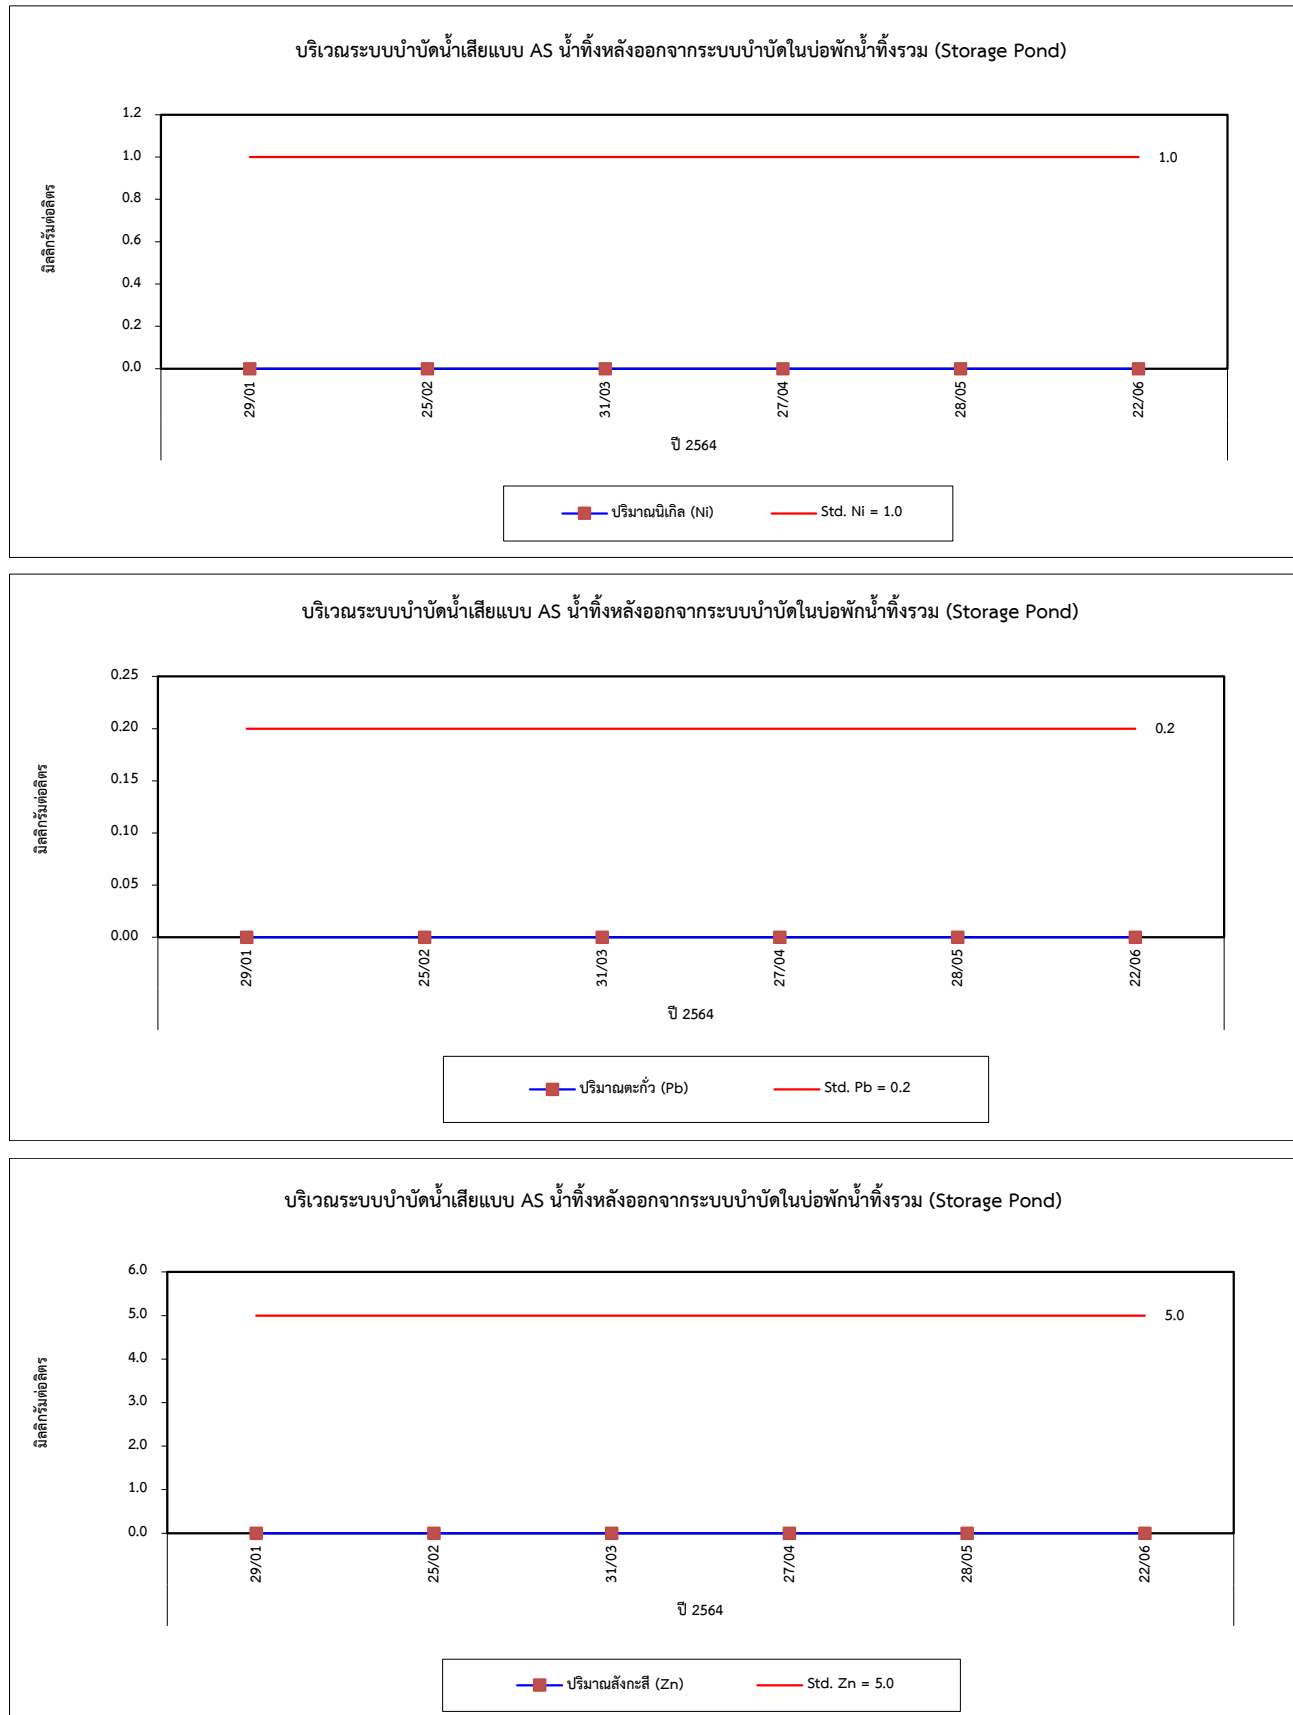 บริเวณระบบบำบัดน้ำเสียแบบ AS น้ำทิ้งหลังออกจากระบบบำบัดในบ่อพักน้ำทิ้งรวม (Storage Pond)
มิลลิกรัมต่อลิตร
1.2
1.0
0.8
0.6
0.4
0.2
0.0
1.0
29/01
25/02
31/03
27/04
28/05
22/06
ปี 2564
ปริมาณนิเกิล (Ni)
Std. Ni = 1.0
บริเวณระบบบำบัดน้ำเสียแบบ AS น้ำทิ้งหลังออกจากระบบบำบัดในบ่อพักน้ำทิ้งรวม (Storage Pond)
มิลลิกรัมต่อลิตร
0.25
0.20
0.15
0.10
0.05
0.00
0.2
29/01
25/02
31/03
27/04
28/05
22/06
ปี 2564
ปริมาณตะกั่ว (Pb)
Std. Pb = 0.2
บริเวณระบบบำบัดน้ำเสียแบบ AS น้ำทิ้งหลังออกจากระบบบำบัดในบ่อพักน้ำทิ้งรวม (Storage Pond)
มิลลิกรัมต่อลิตร
6.0
5.0
4.0
3.0
2.0
1.0
0.0
5.0
29/01
25/02
31/03
27/04
28/05
22/06
ปี 2564
ปริมาณสังกะสี (Zn)
Std. Zn = 5.0